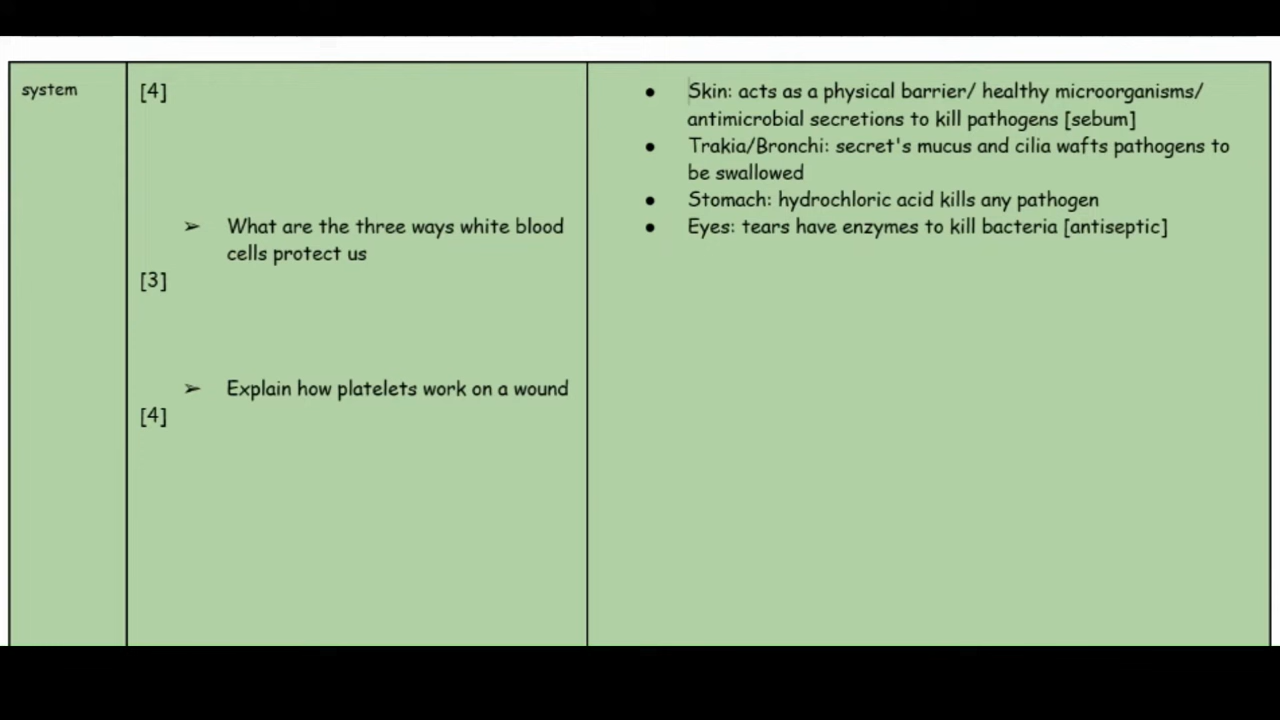 system
[4]
➢ What are the three ways white blood
cells protect us
[3]
➢ Explain how platelets work on a wound
[4]
● Skin: acts as a physical barrier/ healthy microorganisms/
antimicrobial secretions to kill pathogens [sebum]
● Trakia/Bronchi: secret's mucus and cilia wafts pathogens to
be swallowed
● Stomach: hydrochloric acid kills any pathogen
● Eyes: tears have enzymes to kill bacteria [antiseptic]